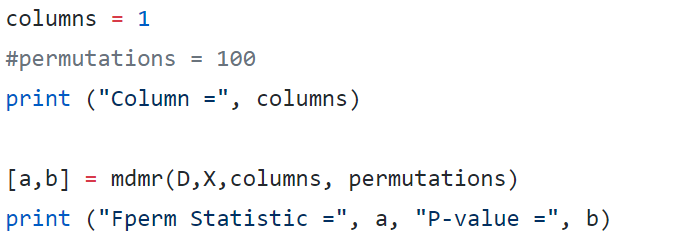 columns = 1
#permutations = 100
print ("Column =", columns)
[a,b] = mdmr(D,X,columns, permutations)
print ("Fperm Statistic =", a, "P-value =", b)